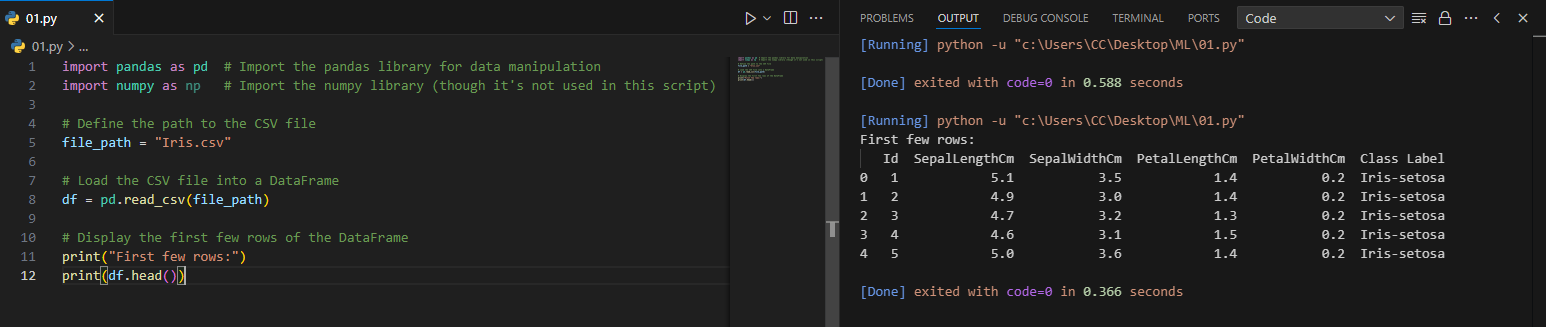 01.py
01.py > ...
1 import pandas as pd  # Import the pandas library for data manipulation
2 import numpy as np   # Import the numpy library (though it's not used in this script)
3
4 # Define the path to the CSV file
5 file_path = "Iris.csv"
6
7 # Load the CSV file into a DataFrame
8 df = pd.read_csv(file_path)
9
10 # Display the first few rows of the DataFrame
11 print("First few rows:")
12 print(df.head())
PROBLEMS OUTPUT DEBUG CONSOLE TERMINAL PORTS Code
[Running] python -u "c:\Users\CC\Desktop\ML\01.py"
[Done] exited with code=0 in 0.588 seconds
[Running] python -u "c:\Users\CC\Desktop\ML\01.py"
First few rows:
   Id  SepalLengthCm  SepalWidthCm  PetalLengthCm  PetalWidthCm  Class Label
0   1            5.1           3.5            1.4           0.2  Iris-setosa
1   2            4.9           3.0            1.4           0.2  Iris-setosa
2   3            4.7           3.2            1.3           0.2  Iris-setosa
3   4            4.6           3.1            1.5           0.2  Iris-setosa
4   5            5.0           3.6            1.4           0.2  Iris-setosa
[Done] exited with code=0 in 0.366 seconds